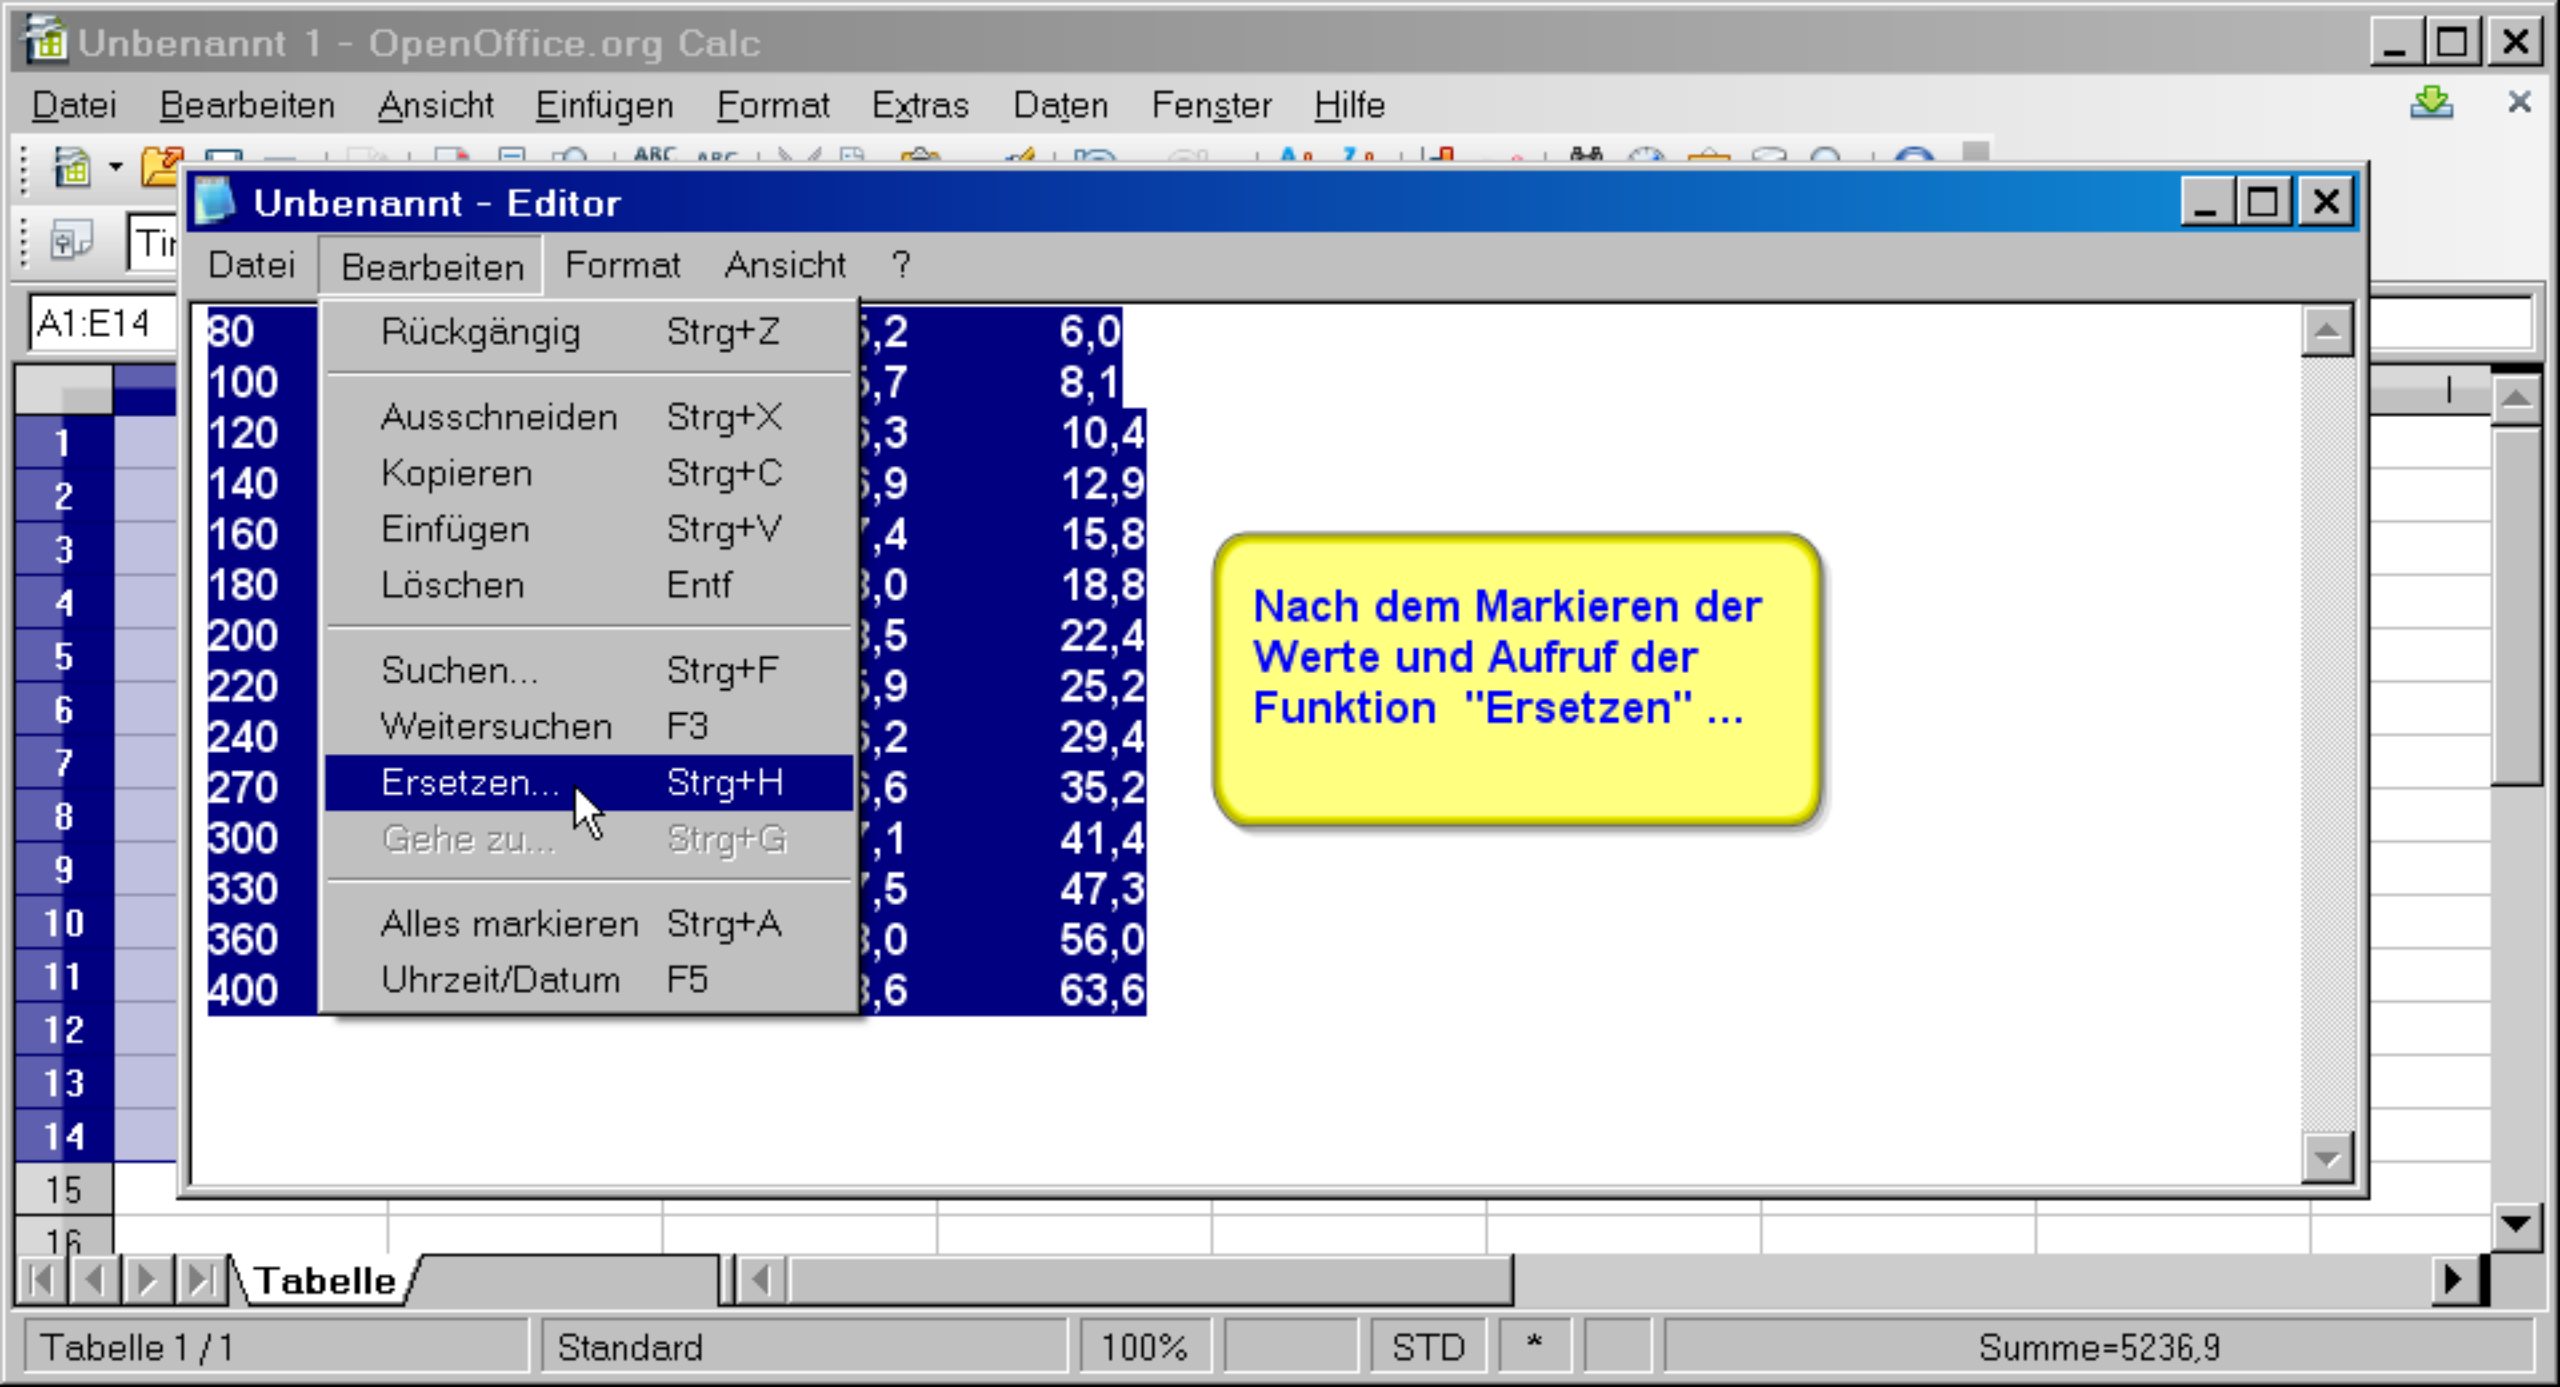 Unbenannt 1 - OpenOffice.org Calc
Datei Bearbeiten Ansicht Einfügen Format Extras Daten Fenster Hilfe
Unbenannt - Editor
Datei Bearbeiten Format Ansicht ?
A1:E14
Rückgängig Strg+Z
Ausschneiden Strg+X
Kopieren Strg+C
Einfügen Strg+V
Löschen Entf
Suchen... Strg+F
Weitersuchen F3
Ersetzen... Strg+H
Gehe zu... Strg+G
Alles markieren Strg+A
Uhrzeit/Datum F5
80 ,2 6,0
100 ,7 8,1
120 ,3 10,4
140 ,9 12,9
160 ,4 15,8
180 ,0 18,8
200 ,5 22,4
220 ,9 25,2
240 ,2 29,4
270 ,6 35,2
300 ,1 41,4
330 ,5 47,3
360 ,0 56,0
400 ,6 63,6
Nach dem Markieren der
Werte und Aufruf der
Funktion "Ersetzen" ...
I
1
2
3
4
5
6
7
8
9
10
11
12
13
14
15
16
Tabelle
Tabelle 1 / 1 Standard 100% STD * Summe=5236,9